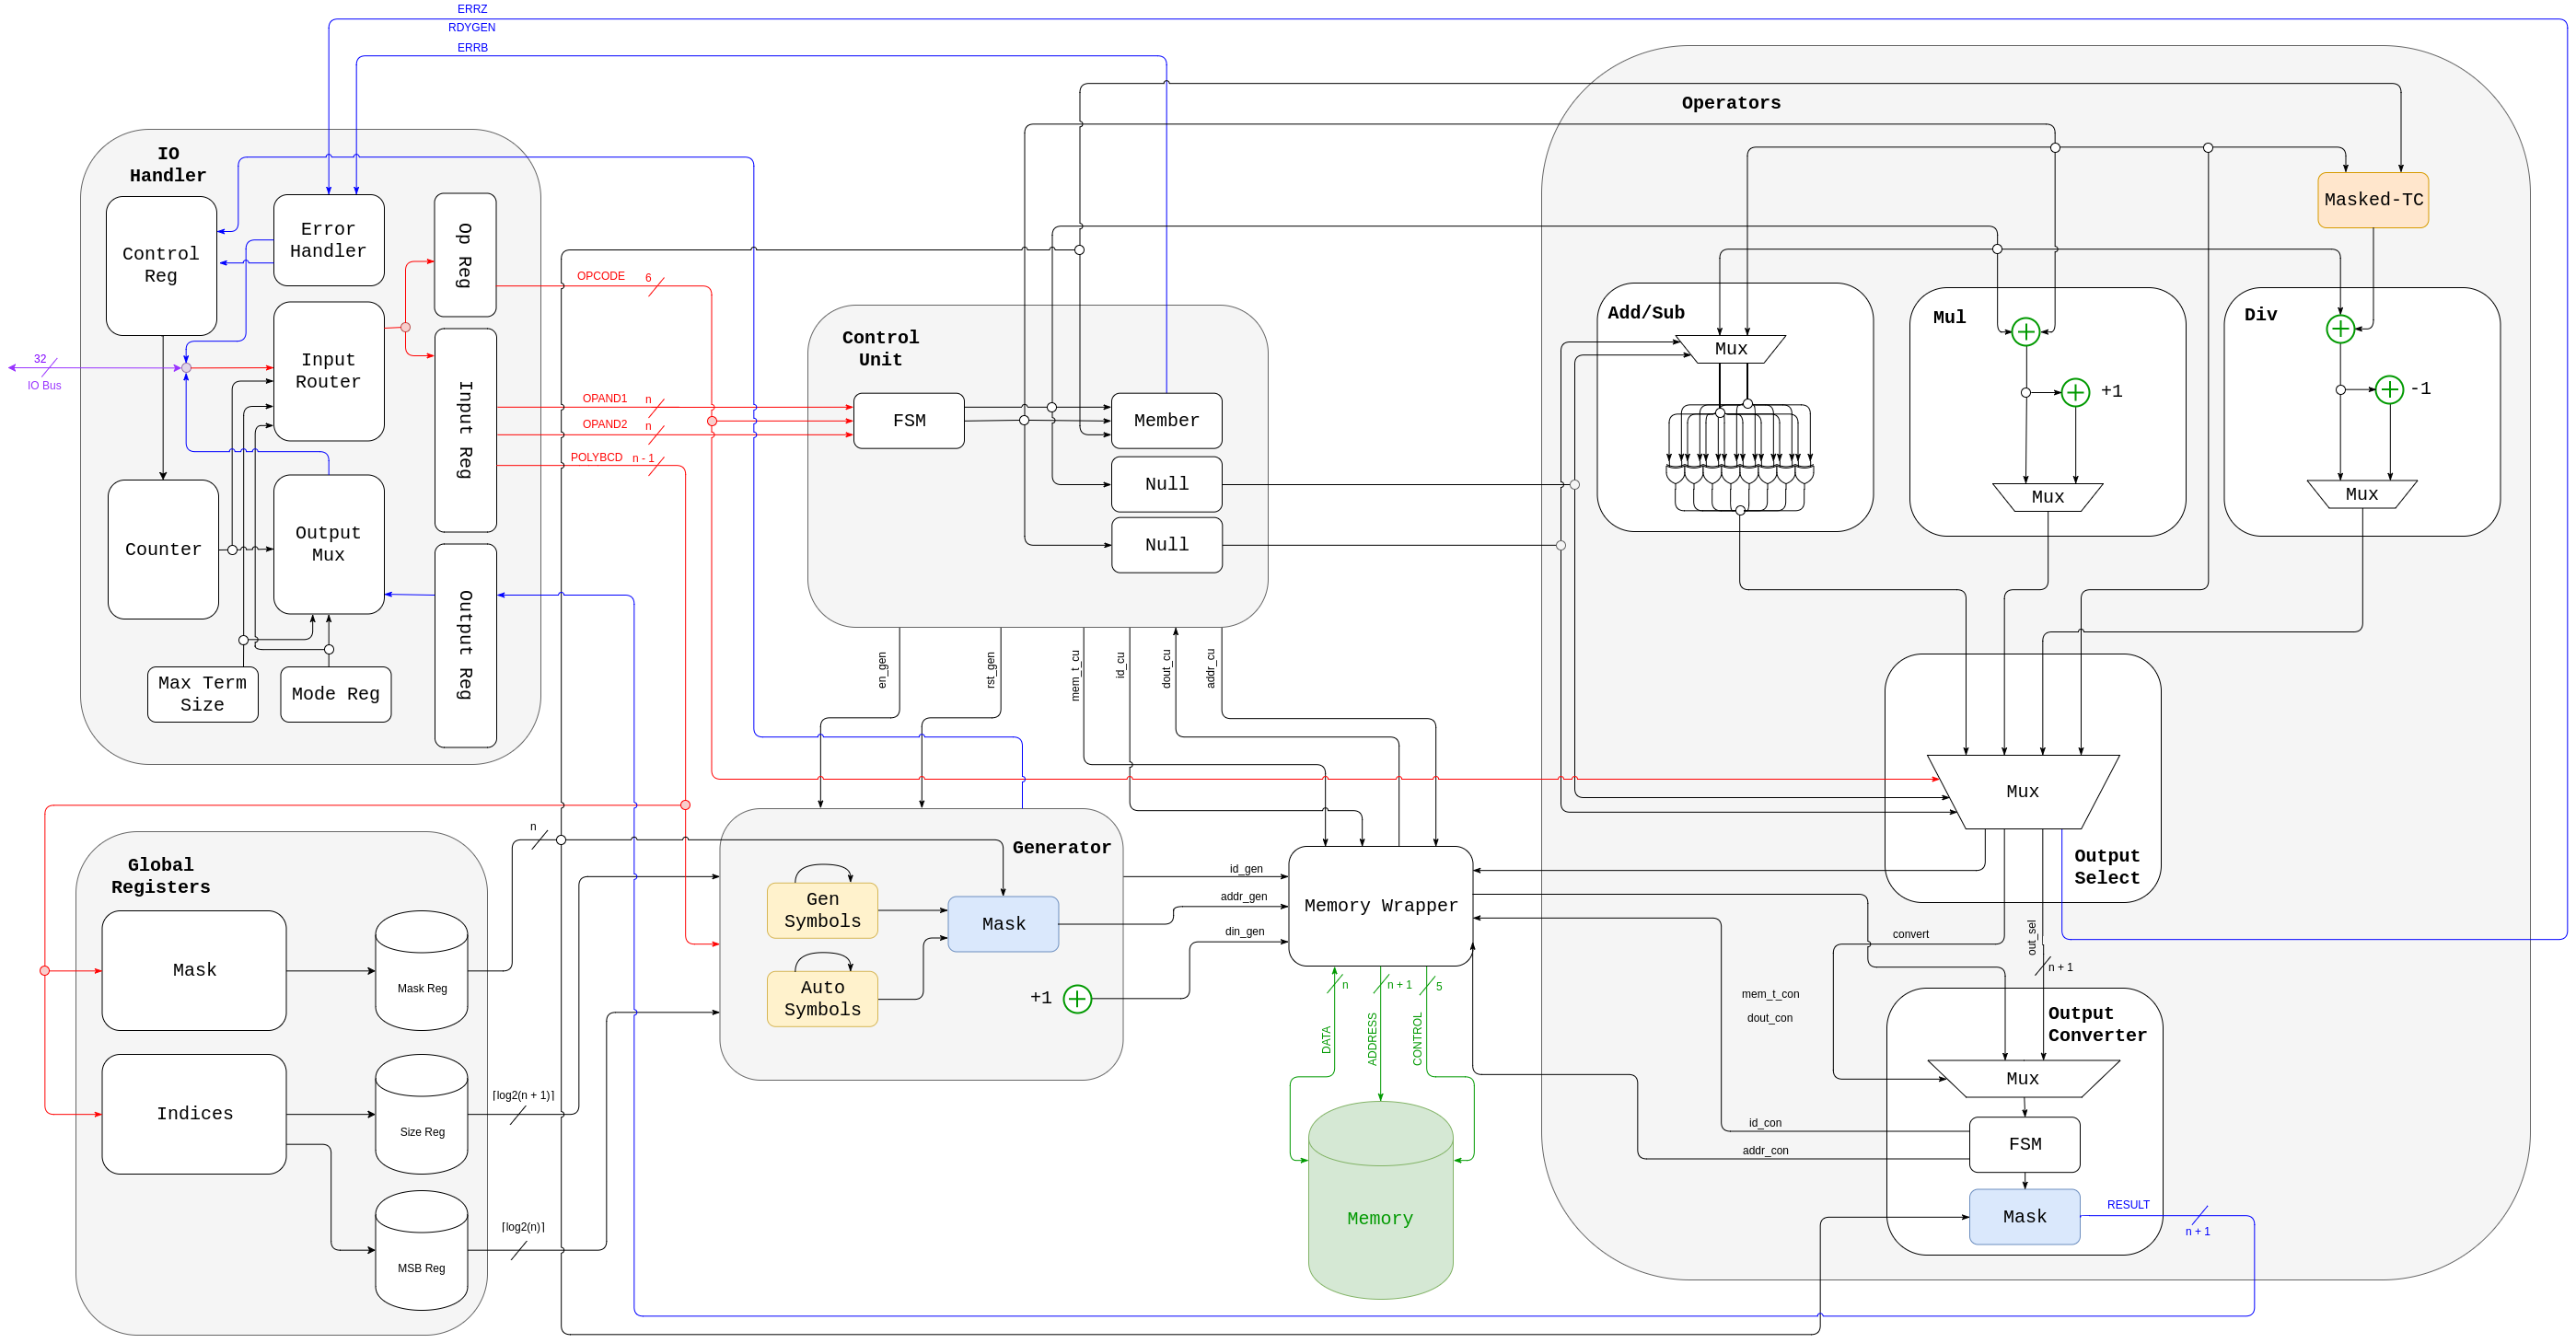 ERRZ
RDYGEN
ERRB
IO
Handler
Control
Reg
Error
Handler
Op Reg
Input
Router
Input Reg
32
IO Bus
Counter
Output
Mux
Output Reg
Max Term
Size
Mode Reg
OPCODE
6
OPAND1
n
OPAND2
n
POLYBCD
n - 1
Control
Unit
FSM
Member
Null
Null
en_gen
rst_gen
mem_t_cu
id_cu
dout_cu
addr_cu
Operators
Masked-TC
Add/Sub
Mux
Mul
+1
Mux
Div
-1
Mux
Mux
Output
Select
convert
out_sel
n + 1
Global
Registers
Mask
Mask Reg
Indices
Size Reg
MSB Reg
n
⌈log2(n + 1)⌉
⌈log2(n)⌉
Generator
Gen
Symbols
Auto
Symbols
Mask
+1
id_gen
addr_gen
din_gen
Memory Wrapper
n
n + 1
5
DATA
ADDRESS
CONTROL
Memory
mem_t_con
dout_con
id_con
addr_con
Output
Converter
Mux
FSM
Mask
RESULT
n + 1